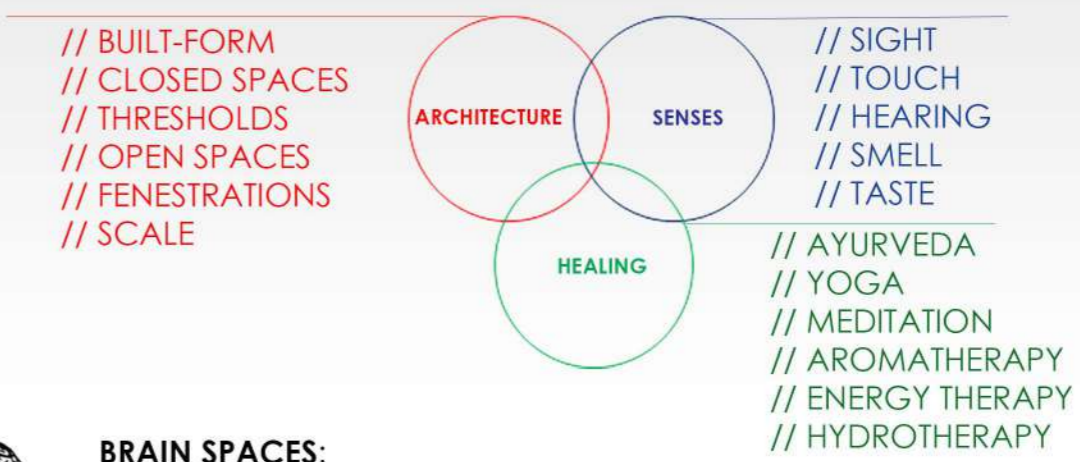 // BUILT-FORM
// CLOSED SPACES
// THRESHOLDS
// OPEN SPACES
// FENESTRATIONS
// SCALE
ARCHITECTURE
SENSES
HEALING
// SIGHT
// TOUCH
// HEARING
// SMELL
// TASTE
// AYURVEDA
// YOGA
// MEDITATION
// AROMATHERAPY
// ENERGY THERAPY
// HYDROTHERAPY
BRAIN SPACES: